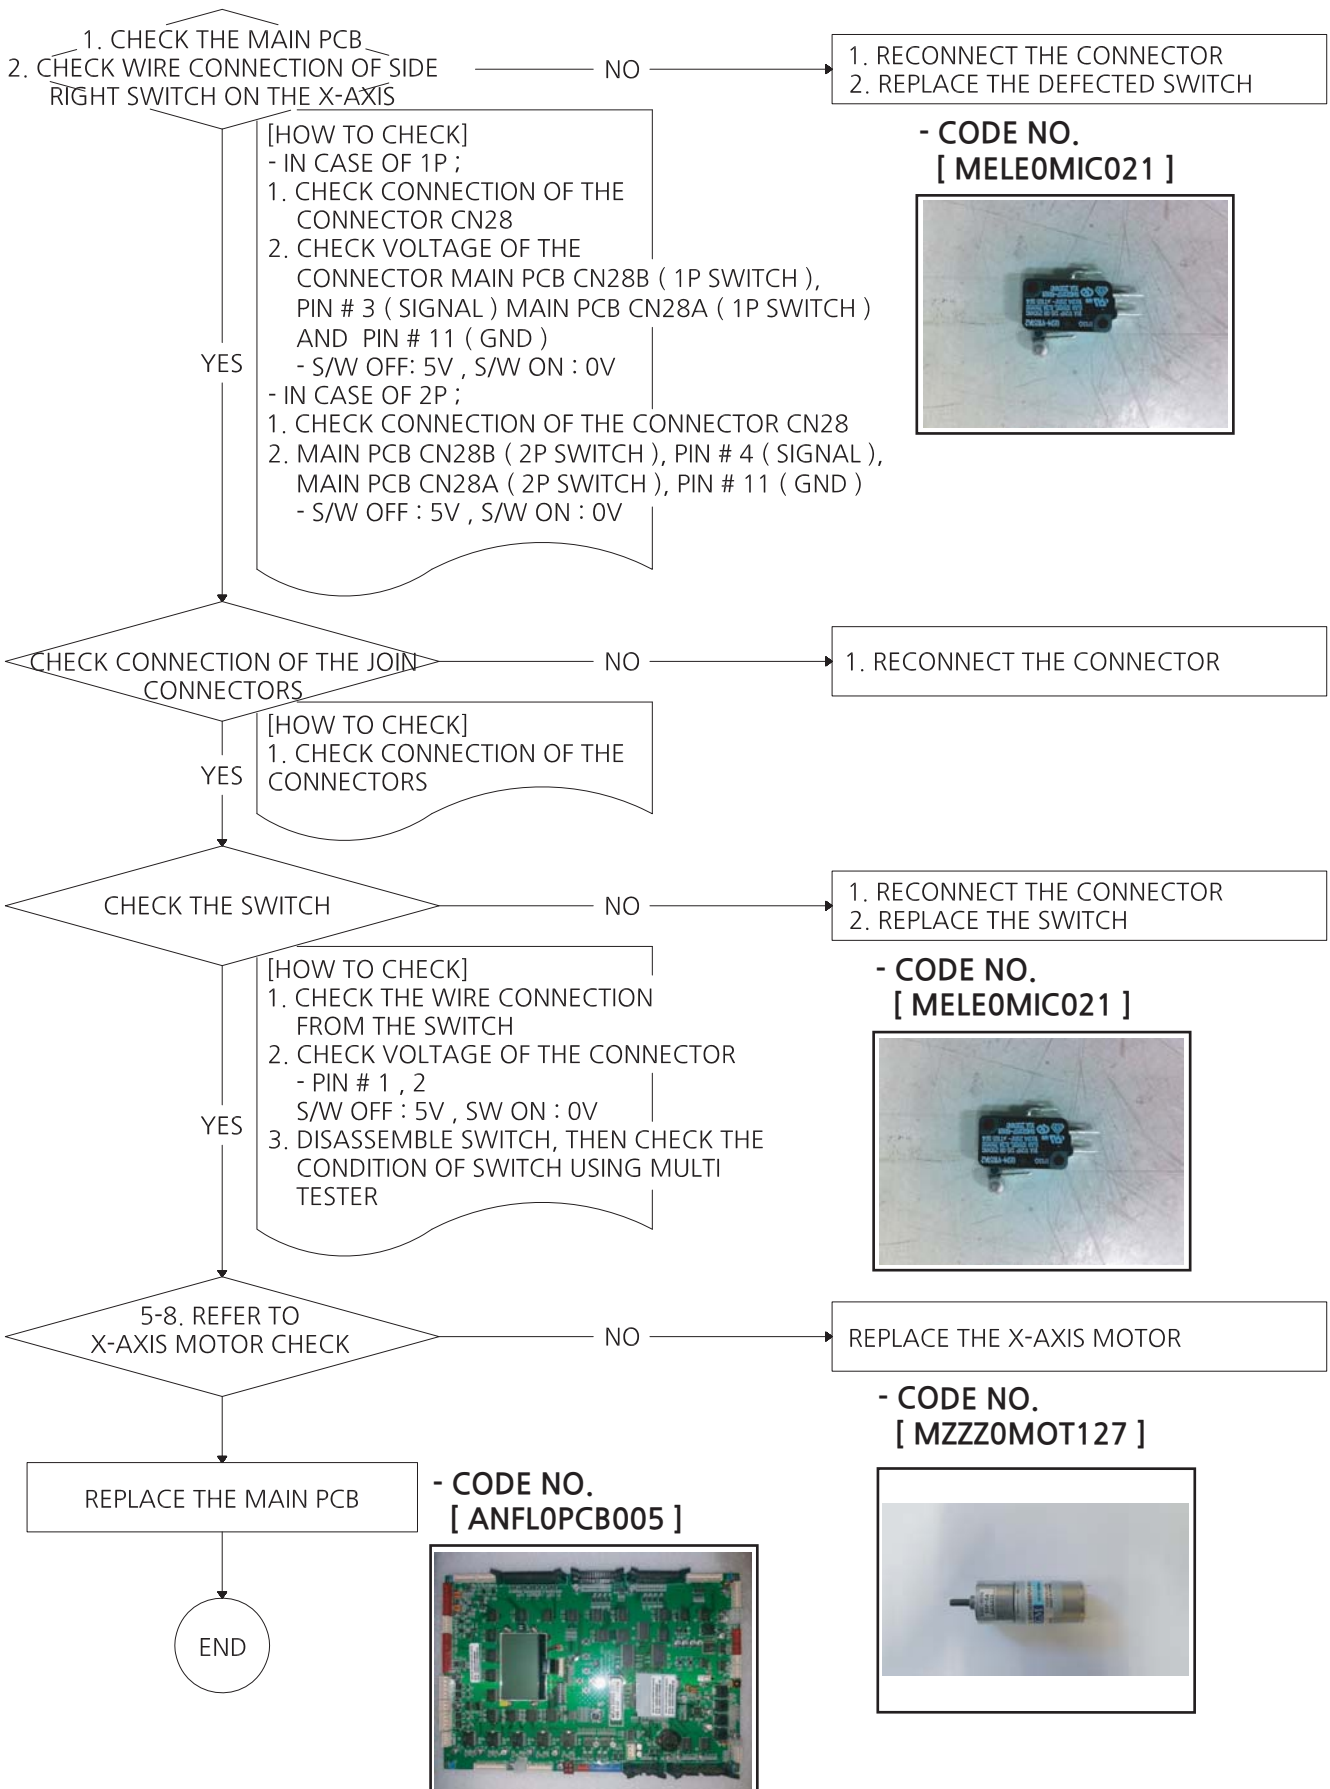 1. CHECK THE MAIN PCB
2. CHECK WIRE CONNECTION OF SIDE
RIGHT SWITCH ON THE X-AXIS
NO
1. RECONNECT THE CONNECTOR
2. REPLACE THE DEFECTED SWITCH
- CODE NO.
[ MELE0MIC021 ]
[HOW TO CHECK]
- IN CASE OF 1P ;
1. CHECK CONNECTION OF THE
CONNECTOR CN28
2. CHECK VOLTAGE OF THE
CONNECTOR MAIN PCB CN28B ( 1P SWITCH ),
PIN # 3 ( SIGNAL ) MAIN PCB CN28A ( 1P SWITCH )
AND PIN # 11 ( GND )
- S/W OFF: 5V , S/W ON : 0V
- IN CASE OF 2P ;
1. CHECK CONNECTION OF THE CONNECTOR CN28
2. MAIN PCB CN28B ( 2P SWITCH ), PIN # 4 ( SIGNAL ),
MAIN PCB CN28A ( 2P SWITCH ), PIN # 11 ( GND )
- S/W OFF : 5V , S/W ON : 0V
YES
CHECK CONNECTION OF THE JOIN
CONNECTORS
NO
1. RECONNECT THE CONNECTOR
[HOW TO CHECK]
1. CHECK CONNECTION OF THE
CONNECTORS
YES
CHECK THE SWITCH
NO
1. RECONNECT THE CONNECTOR
2. REPLACE THE SWITCH
- CODE NO.
[ MELE0MIC021 ]
[HOW TO CHECK]
1. CHECK THE WIRE CONNECTION
FROM THE SWITCH
2. CHECK VOLTAGE OF THE CONNECTOR
- PIN # 1 , 2
S/W OFF : 5V , SW ON : 0V
3. DISASSEMBLE SWITCH, THEN CHECK THE
CONDITION OF SWITCH USING MULTI
TESTER
YES
5-8. REFER TO
X-AXIS MOTOR CHECK
NO
REPLACE THE X-AXIS MOTOR
- CODE NO.
[ MZZZ0MOT127 ]
REPLACE THE MAIN PCB
- CODE NO.
[ ANFL0PCB005 ]
END